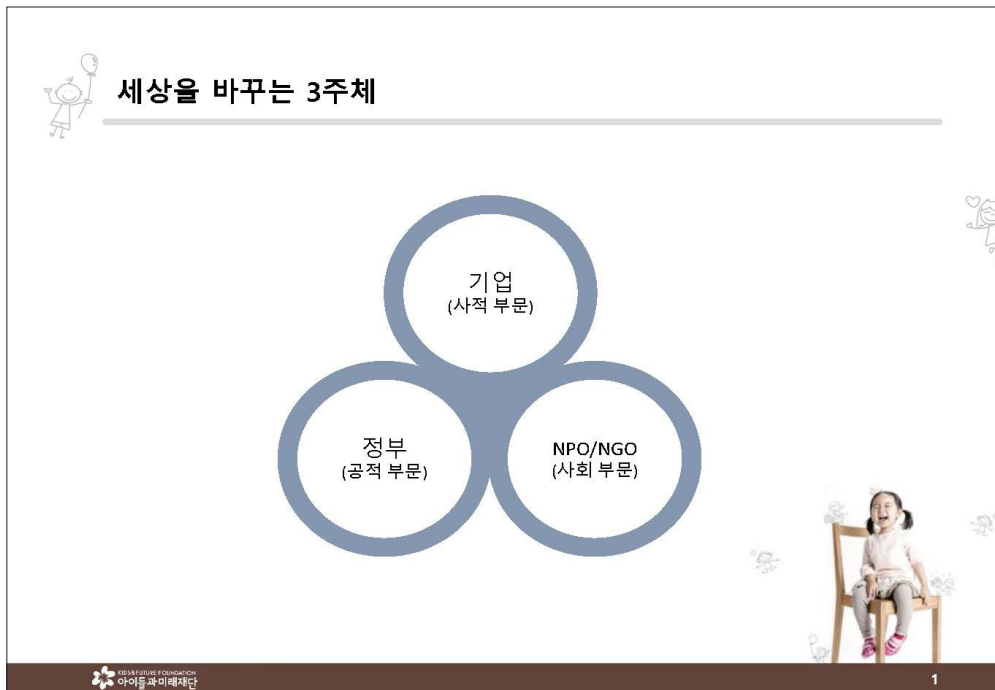 세상을 바꾸는 3주체
기업
(사적 부문)
정부
(공적 부문)
NPO/NGO
(사회 부문)
KIDS&FUTURE FOUNDATION
아이들과미래재단
1